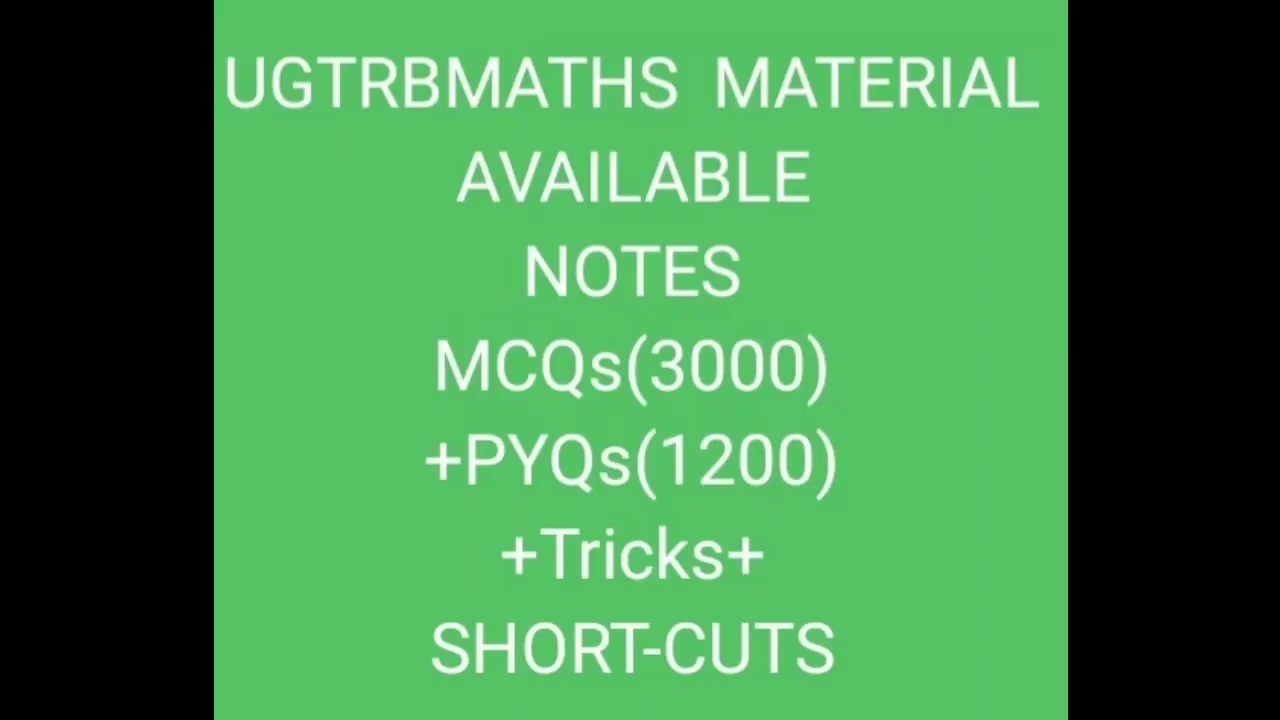 UGTRBMATHS MATERIAL
AVAILABLE
NOTES
MCQs(3000)
+PYQs(1200)
+Tricks+
SHORT-CUTS